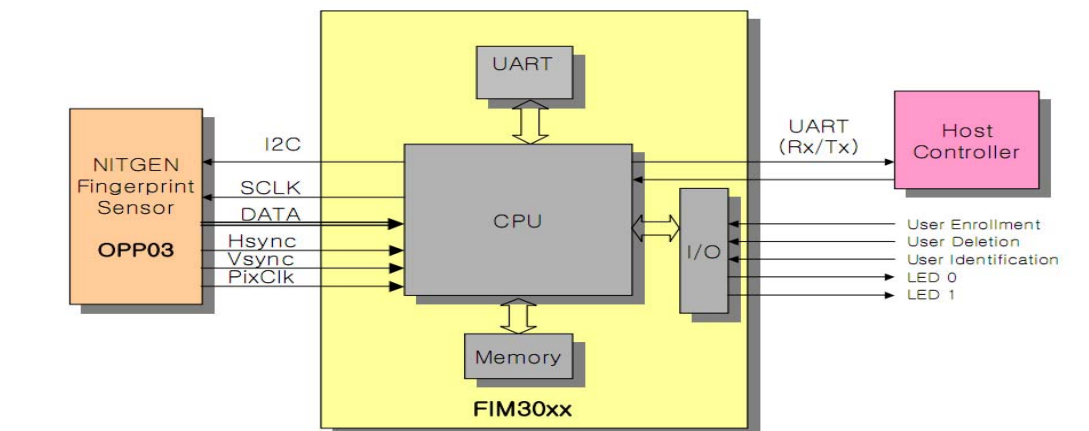 NITGEN
Fingerprint
Sensor
OPP03
I2C
SCLK
DATA
Hsync
Vsync
PixClk
UART
CPU
Memory
FIM30xx
I/O
UART
(Rx/Tx)
Host
Controller
User Enrollment
User Deletion
User Identification
LED 0
LED 1